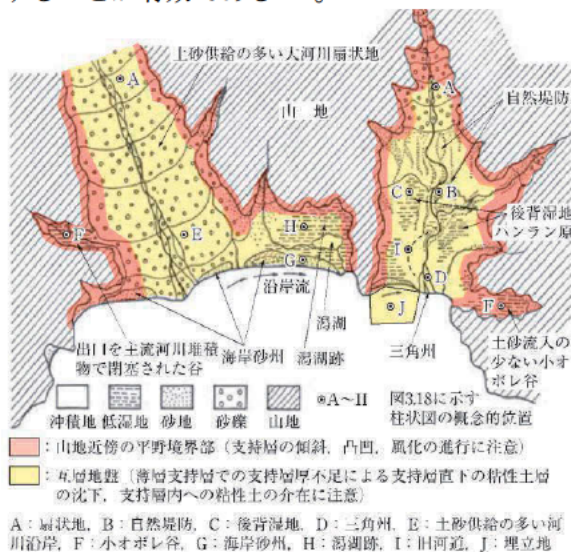 土砂供給の多い大河川扇状地
A
山　地
A
自然堤防
C
B
後背湿地
ハンラン原
F
E
H
G
I
D
沿岸流
J
F
潟湖
出口を主流河川堆積
物で閉塞された谷
海岸砂州
潟湖跡
三角州
土砂流入の
少ない小オ
ボレ谷
沖積地 低湿地 砂地 砂礫 山地
A～H 図3.18に示す
柱状図の概念的位置
：山地近傍の平野境界部（支持層の傾斜，凸凹，風化の進行に注意）
：互層地盤（薄層支持層での支持層厚不足による支持層直下の粘性土層
の沈下，支持層内への粘性土の介在に注意）
A：扇状地，B：自然堤防，C：後背湿地，D：三角州，E：土砂供給の多い河
川沿岸，F：小オボレ谷，G：海岸砂州，H：潟湖跡，I：旧河道，J：埋立地